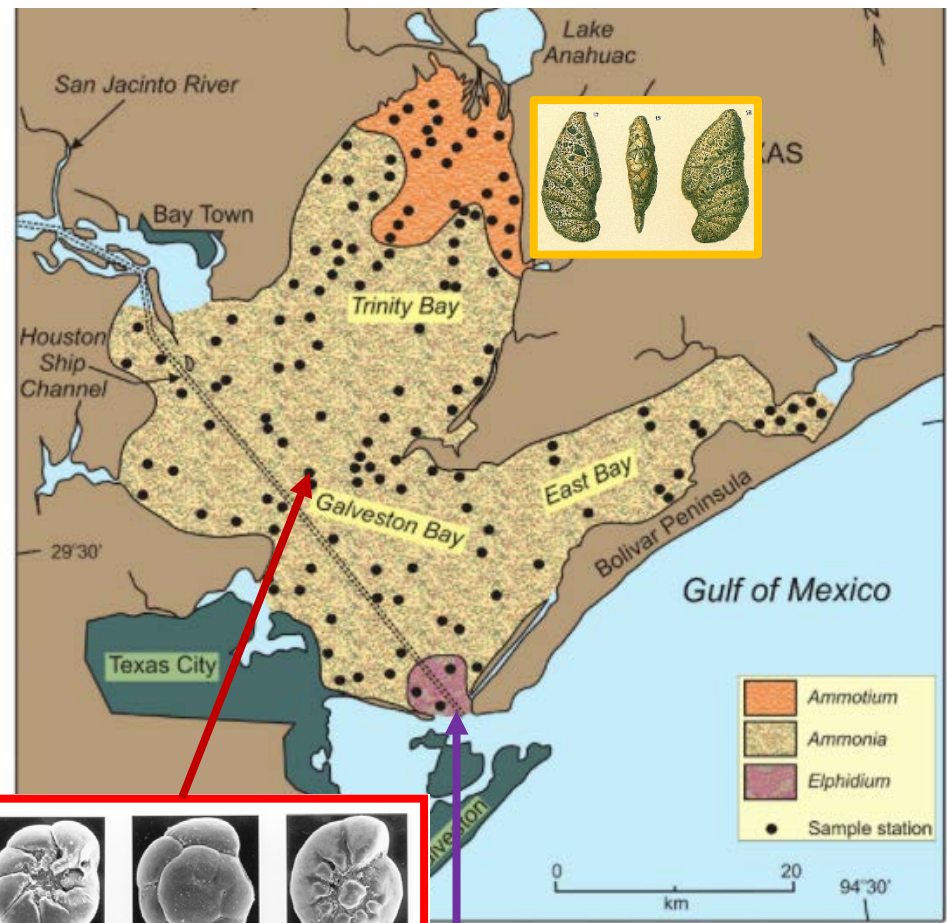 Lake
Anahuac
San Jacinto River
XAS
Bay Town
Trinity Bay
Houston
Ship
Channel
East Bay
Galveston Bay
Bolivar Peninsula
29°30'
Gulf of Mexico
Texas City
Ammotium
Ammonia
Elphidium
Sample station
lveston
0
20
km
94°30'